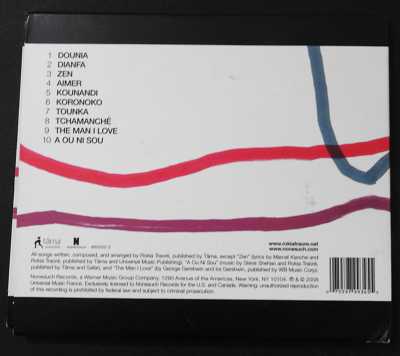 1 DOUNIA
2 DIANFA
3 ZEN
4 AIMER
5 KOUNANDI
6 KORONOKO
7 TOUNKA
8 TCHAMANCHÉ
9 THE MAN I LOVE
10 A OU NI SOU
www.rokiatraore.net
www.nonesuch.com
tâma
All songs written, composed, and arranged by Rokia Traoré, published by Tâma, except "Zen" (lyrics by Marcel Kanche and
Rokia Traoré, published by Tâma and Universal Music Publishing), "A Ou Ni Sou" (music by Steve Shehan and Rokia Traoré,
published by Tâma and Safari), and "The Man I Love" (by George Gershwin and Ira Gershwin, published by WB Music Corp).
Nonesuch Records, a Warner Music Group Company, 1290 Avenue of the Americas, New York, NY 10104. ℗ & © 2008
Universal Music France. Exclusively licensed to Nonesuch Records for the U.S. and Canada. Warning: unauthorized reproduction
of this recording is prohibited by federal law and subject to criminal prosecution.